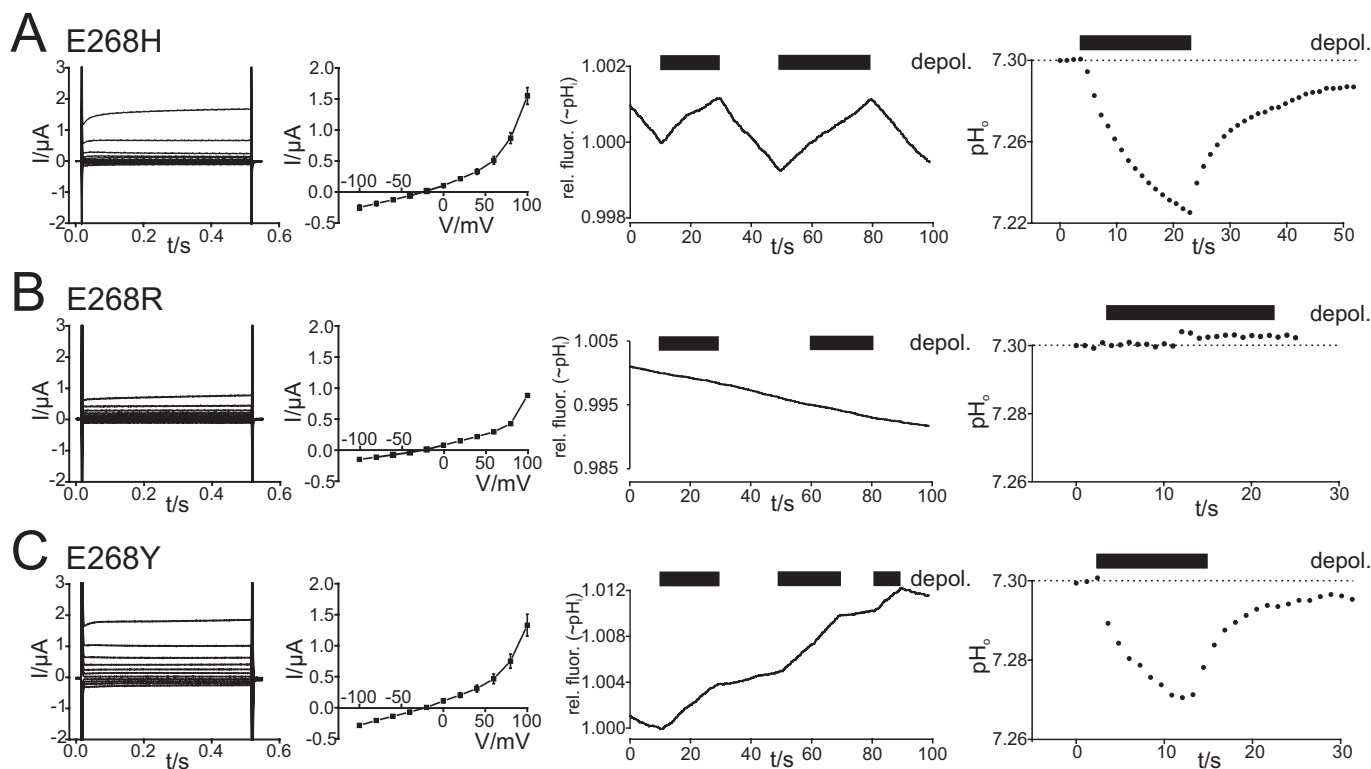 A E268H
3
2
1
0
-1
-2
I/µA
0.0 0.2 0.4 0.6
t/s
2.0
1.5
1.0
0.5
0.0
-0.5
I/µA
-100 -50 0 50 100
V/mV
1.002
1.000
0.998
rel. fluor. (~pHi)
depol.
0 20 40 60 80 100
t/s
7.30
7.26
7.22
pHo
depol.
0 10 20 30 40 50
t/s
B E268R
3
2
1
0
-1
-2
I/µA
0.0 0.2 0.4 0.6
t/s
2.0
1.5
1.0
0.5
0.0
-0.5
I/µA
-100 -50 0 50 100
V/mV
1.005
0.995
0.985
rel. fluor. (~pHi)
depol.
0 20 40 60 80 100
t/s
7.30
7.28
7.26
pHo
depol.
0 10 20 30
t/s
C E268Y
3
2
1
0
-1
-2
I/µA
0.0 0.2 0.4 0.6
t/s
2.0
1.5
1.0
0.5
0.0
-0.5
I/µA
-100 -50 0 50 100
V/mV
1.012
1.008
1.004
1.000
rel. fluor. (~pHi)
depol.
0 20 40 60 80 100
t/s
7.30
7.28
7.26
pHo
depol.
0 10 20 30
t/s